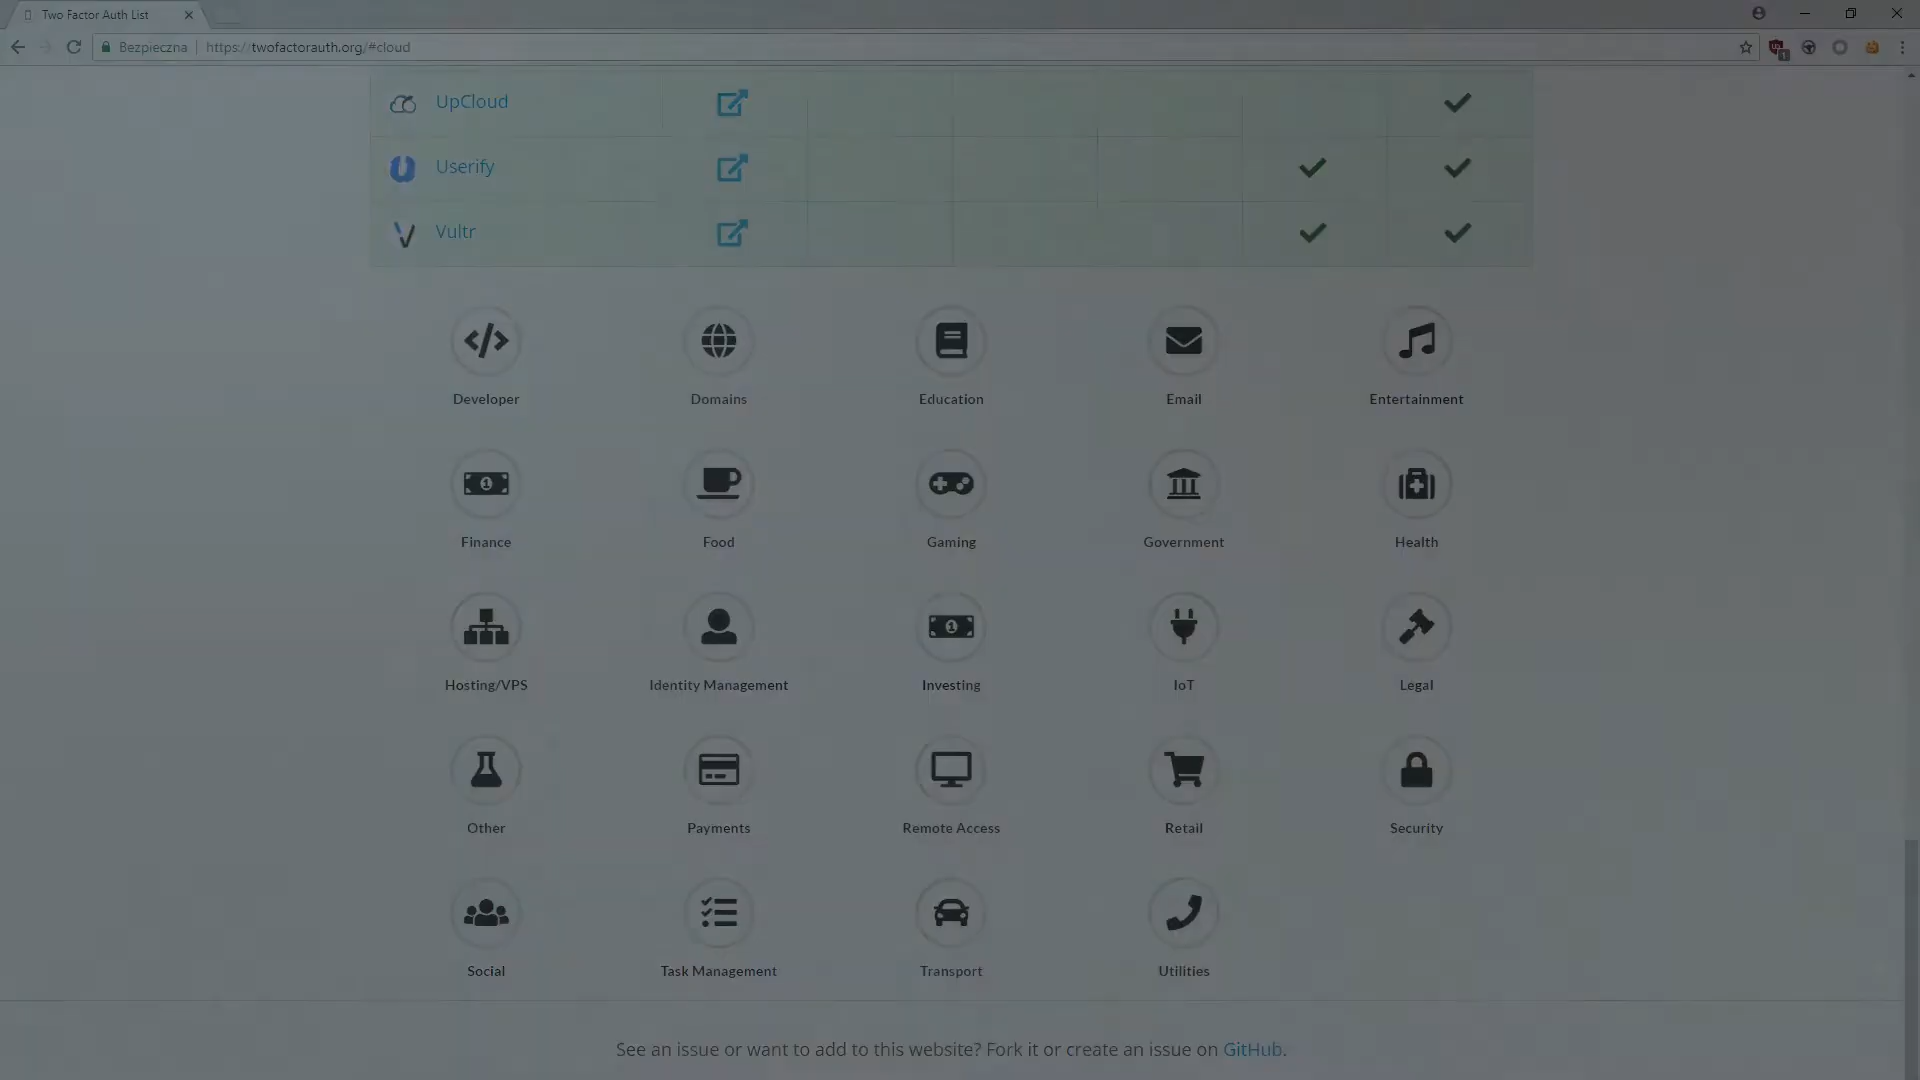 Two Factor Auth List
Bezpieczna | https://twofactorauth.org/#cloud
1
UpCloud
Userify
Vultr
Developer Domains Education Email Entertainment
Finance Food Gaming Government Health
Hosting/VPS Identity Management Investing IoT Legal
Other Payments Remote Access Retail Security
Social Task Management Transport Utilities
See an issue or want to add to this website? Fork it or create an issue on GitHub.